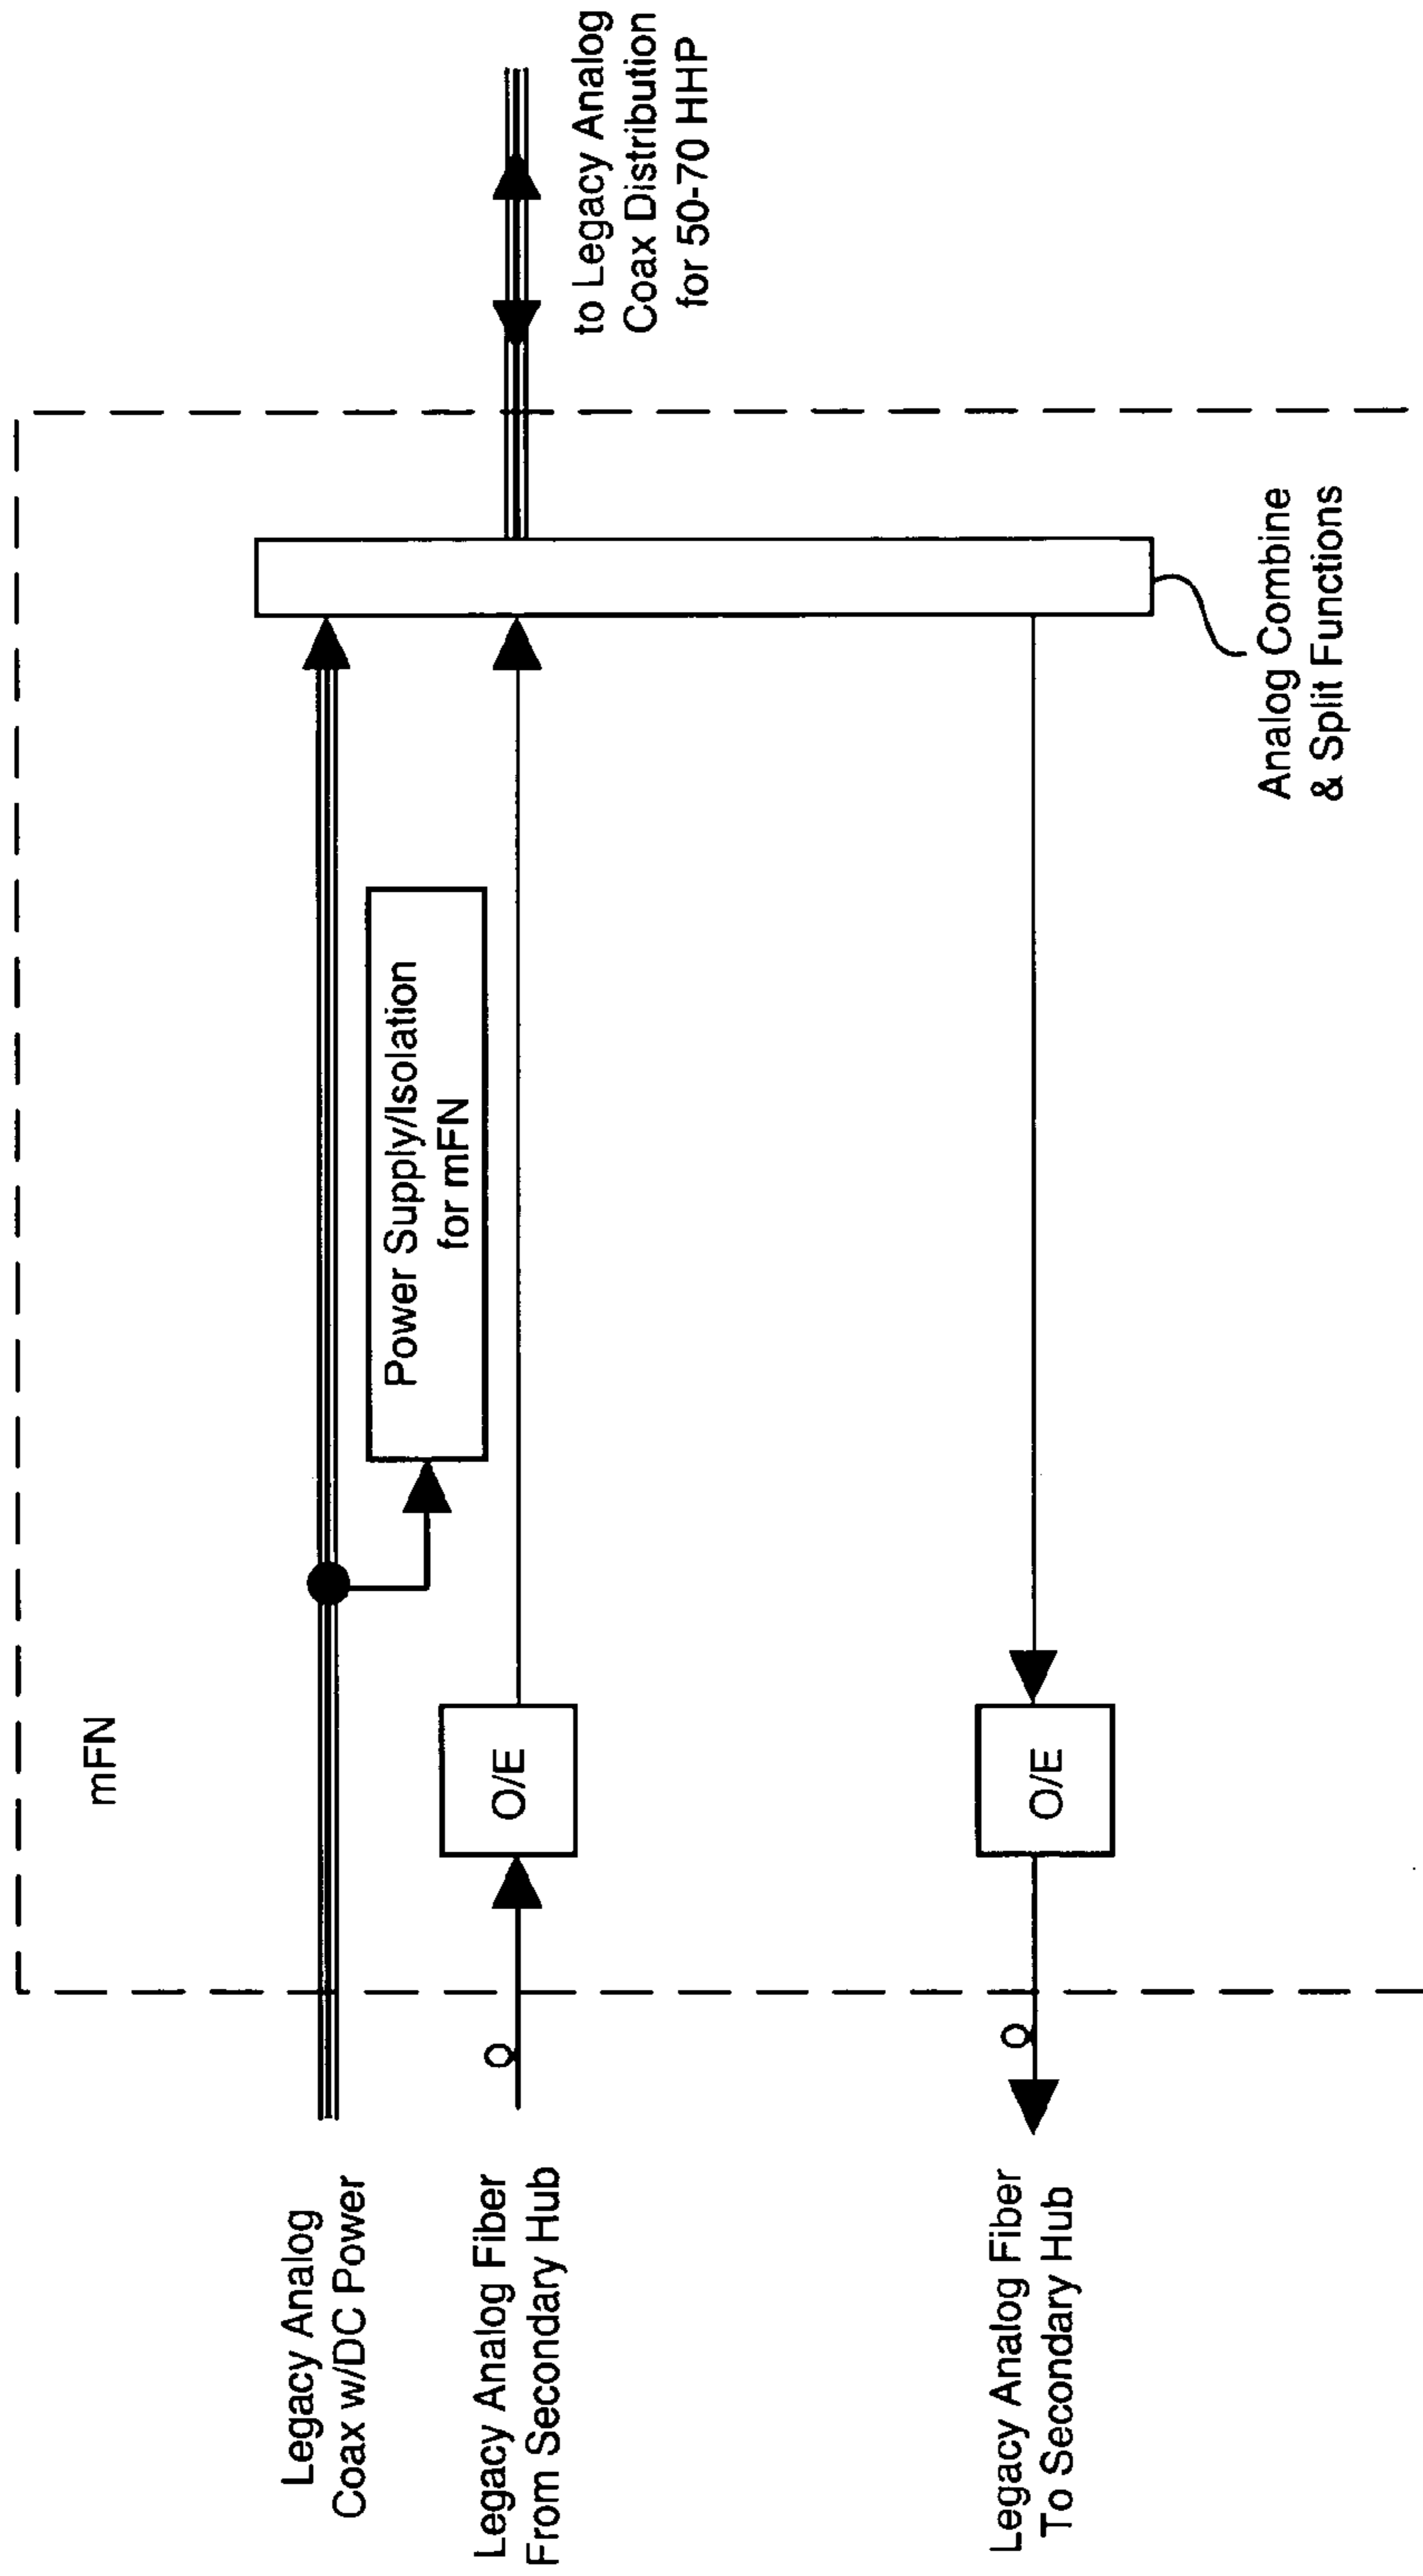 mFN
Legacy Analog
Coax w/DC Power
Power Supply/Isolation
for mFN
Legacy Analog Fiber
From Secondary Hub
O/E
to Legacy Analog
Coax Distribution
for 50-70 HHP
Legacy Analog Fiber
To Secondary Hub
O/E
Analog Combine
& Split Functions